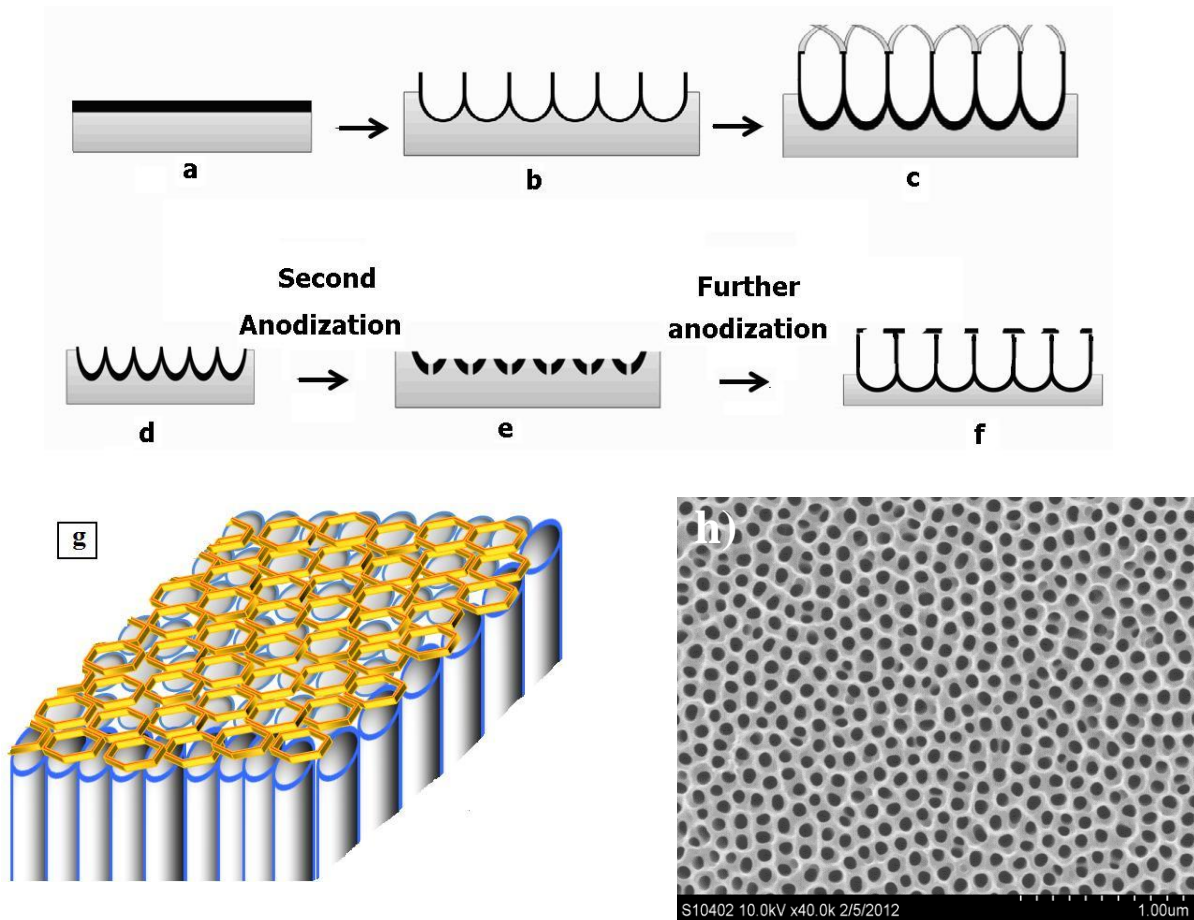 a
b
c
Second
Anodization
Further
anodization
d
e
f
g
h)
S10402 10.0kV x40.0k 2/5/2012
1.00um